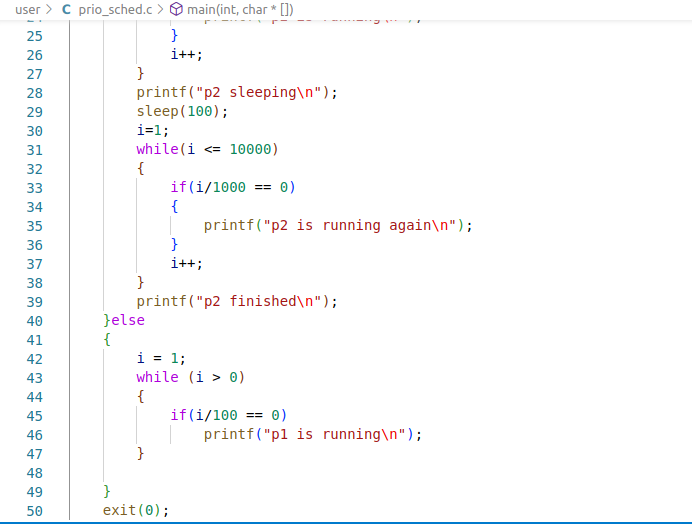 user > C prio_sched.c > main(int, char * [])
25 }
26 i++;
27 }
28 printf("p2 sleeping\n");
29 sleep(100);
30 i=1;
31 while(i <= 10000)
32 {
33 if(i/1000 == 0)
34 {
35 printf("p2 is running again\n");
36 }
37 i++;
38 }
39 printf("p2 finished\n");
40 }else
41 {
42 i = 1;
43 while (i > 0)
44 {
45 if(i/100 == 0)
46 printf("p1 is running\n");
47 }
48
49 }
50 exit(0);